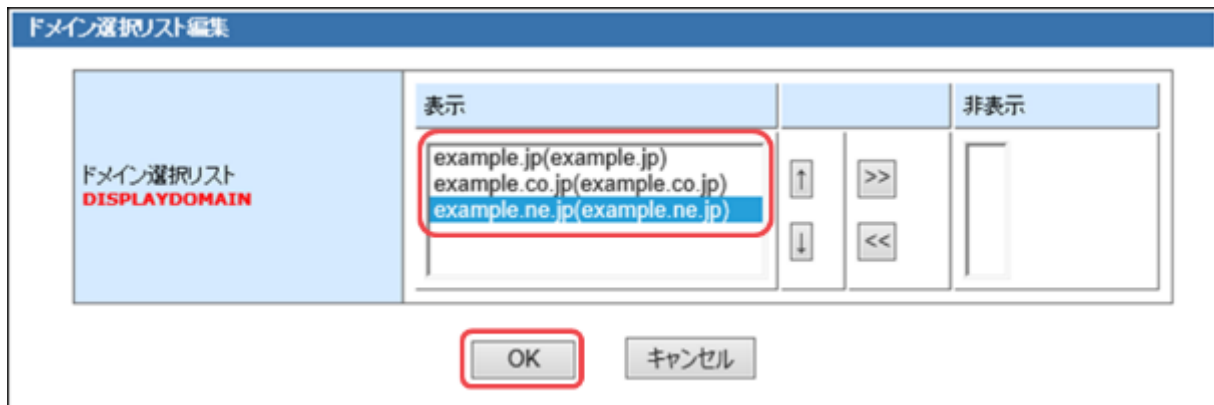 ドメイン選択リスト編集
表示
非表示
ドメイン選択リスト
DISPLAYDOMAIN
example.jp(example.jp)
example.co.jp(example.co.jp)
example.ne.jp(example.ne.jp)
↑
>>
↓
<<
OK
キャンセル